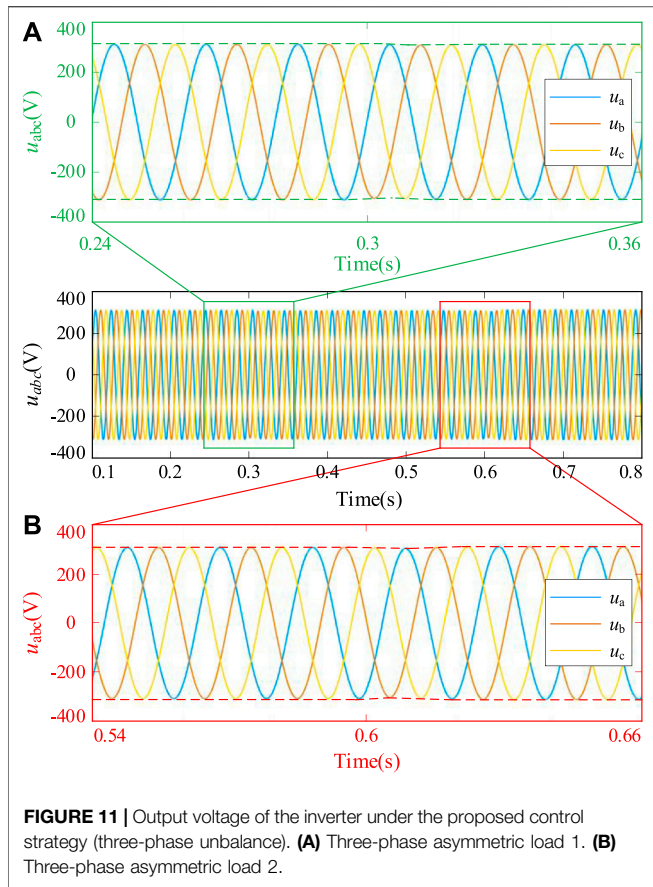 A
400
200
0
-200
-400
uabc(V)
ua
ub
uc
0.24
0.3
0.36
Time(s)
400
200
0
-200
-400
uabc(V)
0.1
0.2
0.3
0.4
0.5
0.6
0.7
0.8
Time(s)
B
400
200
0
-200
-400
uabc(V)
ua
ub
uc
0.54
0.6
0.66
Time(s)
FIGURE 11 | Output voltage of the inverter under the proposed control
strategy (three-phase unbalance). (A) Three-phase asymmetric load 1. (B)
Three-phase asymmetric load 2.